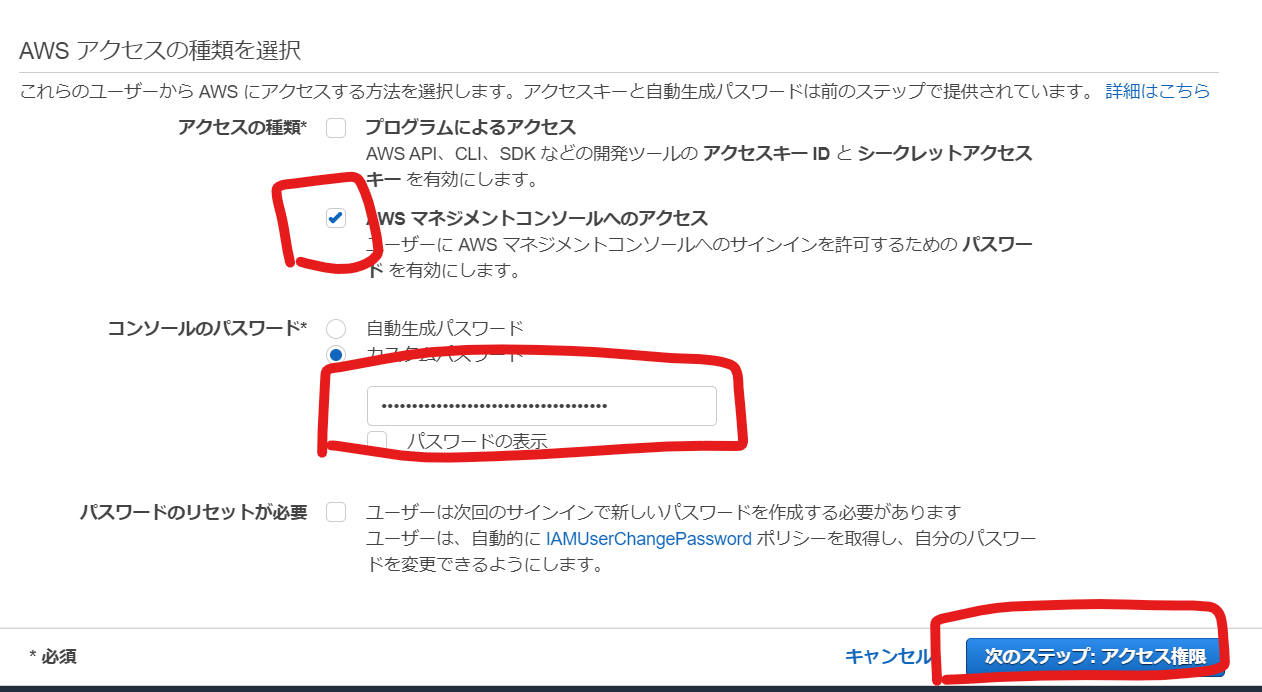 AWS アクセスの種類を選択
これらのユーザーから AWS にアクセスする方法を選択します。アクセスキーと自動生成パスワードは前のステップで提供されています。 詳細はこちら
アクセスの種類* プログラムによるアクセス
AWS API、CLI、SDK などの開発ツールの アクセスキー ID と シークレットアクセス
キー を有効にします。
AWS マネジメントコンソールへのアクセス
ユーザーに AWS マネジメントコンソールへのサインインを許可するための パスワー
ド を有効にします。
コンソールのパスワード* 自動生成パスワード
カスタムパスワード
パスワードの表示
パスワードのリセットが必要 ユーザーは次回のサインインで新しいパスワードを作成する必要があります
ユーザーは、自動的に IAMUserChangePassword ポリシーを取得し、自分のパスワー
ドを変更できるようにします。
* 必須 キャンセル 次のステップ: アクセス権限